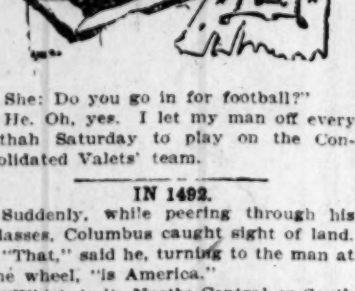 She: Do you go in for football?"
He. Oh, yes. I let my man off every
thah Saturday to play on the Con-
olidated Valets' team.
IN 1492.
Suddenly, while peering through his
lasses, Columbus caught sight of land.
"That," said he, turning to the man at
he wheel, "is America."